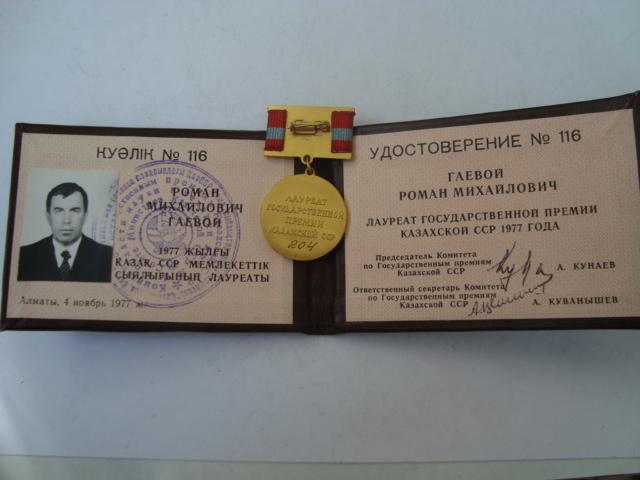 КУӘЛІК № 116
РОМАН
МИХАЙЛОВИЧ
ГАЕВОЙ
1977 ЖЫЛҒЫ
ҚАЗАҚ ССР МЕМЛЕКЕТТІК
СЫЙЛЫҒЫНЫҢ ЛАУРЕАТЫ
Алматы, 4 ноябрь 1977 ж.
ЛАУРЕАТ
ГОСУДАРСТВЕННОЙ
ПРЕМИИ
КАЗАХСКОЙ ССР
204
УДОСТОВЕРЕНИЕ № 116
ГАЕВОЙ
РОМАН МИХАЙЛОВИЧ
ЛАУРЕАТ ГОСУДАРСТВЕННОЙ ПРЕМИИ
КАЗАХСКОЙ ССР 1977 ГОДА
Председатель Комитета
по Государственным премиям
Казахской ССР А. КУНАЕВ
Ответственный секретарь Комитета
по Государственным премиям
Казахской ССР А. КУВАНЫШЕВ